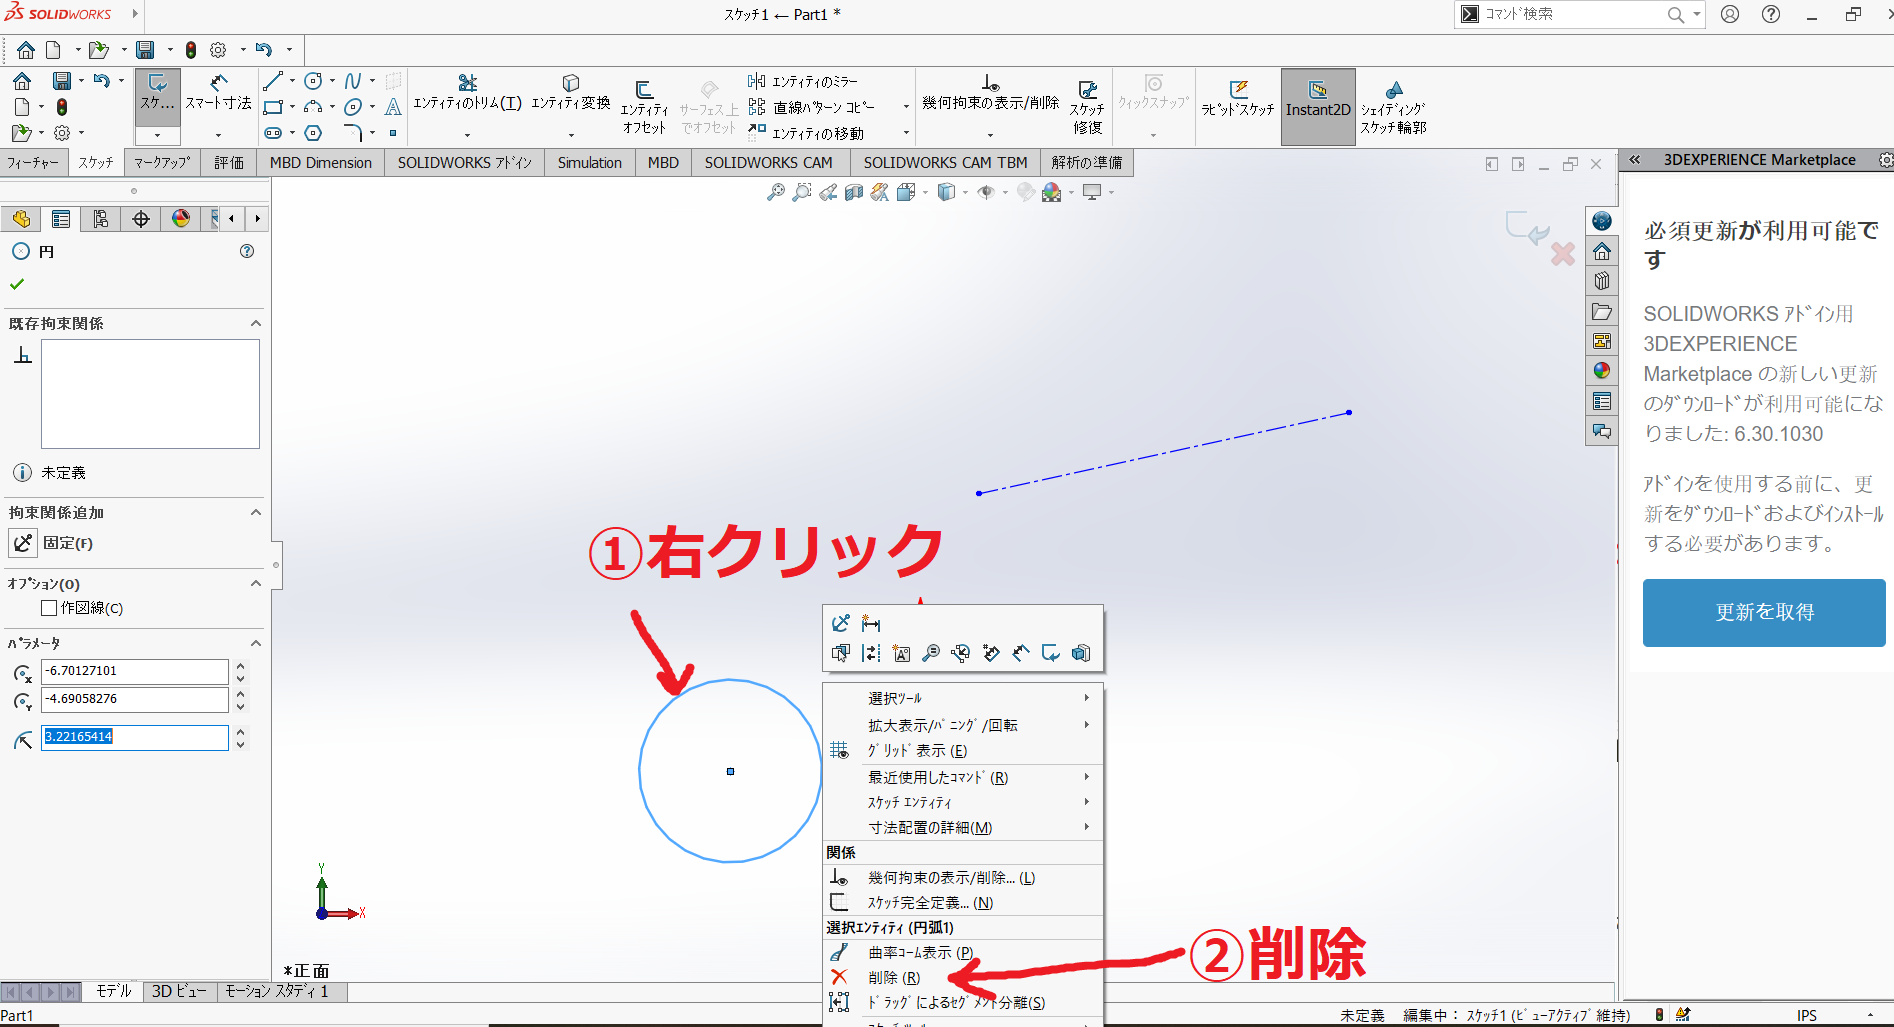 SOLIDWORKS
スケッチ1 ← Part1 *
コマンド検索
スケ...
スマート寸法
エンティティのトリム(T)
エンティティ変換
エンティティ
オフセット
サーフェス上
でオフセット
エンティティのミラー
直線パターン コピー
エンティティの移動
幾何拘束の表示/削除
スケッチ
修復
クィックスナップ
ラピッドスケッチ
Instant2D
シェイディング
スケッチ輪郭
フィーチャー
スケッチ
マークアップ
評価
MBD Dimension
SOLIDWORKS アドイン
Simulation
MBD
SOLIDWORKS CAM
SOLIDWORKS CAM TBM
解析の準備
3DEXPERIENCE Marketplace
円
既存拘束関係
未定義
拘束関係追加
固定(F)
オプション(O)
作図線(C)
パラメータ
-6.70127101
-4.69058276
3.22165414
①右クリック
選択ツール
拡大表示/パニング/回転
グリッド表示 (E)
最近使用したコマンド (R)
スケッチ エンティティ
寸法配置の詳細(M)
関係
幾何拘束の表示/削除... (L)
スケッチ完全定義... (N)
選択エンティティ (円弧1)
曲率コーム表示 (P)
削除 (R)
ドラッグによるセグメント分離(S)
②削除
Y
X
*正面
必須更新が利用可能で
す
SOLIDWORKS アドイン用
3DEXPERIENCE
Marketplace の新しい更新
のダウンロードが利用可能にな
りました: 6.30.1030
アドインを使用する前に、更
新をダウンロードおよびインストール
する必要があります。
更新を取得
モデル
3D ビュー
モーション スタディ 1
Part1
未定義
編集中： スケッチ1 (ビューアクティブ維持)
IPS